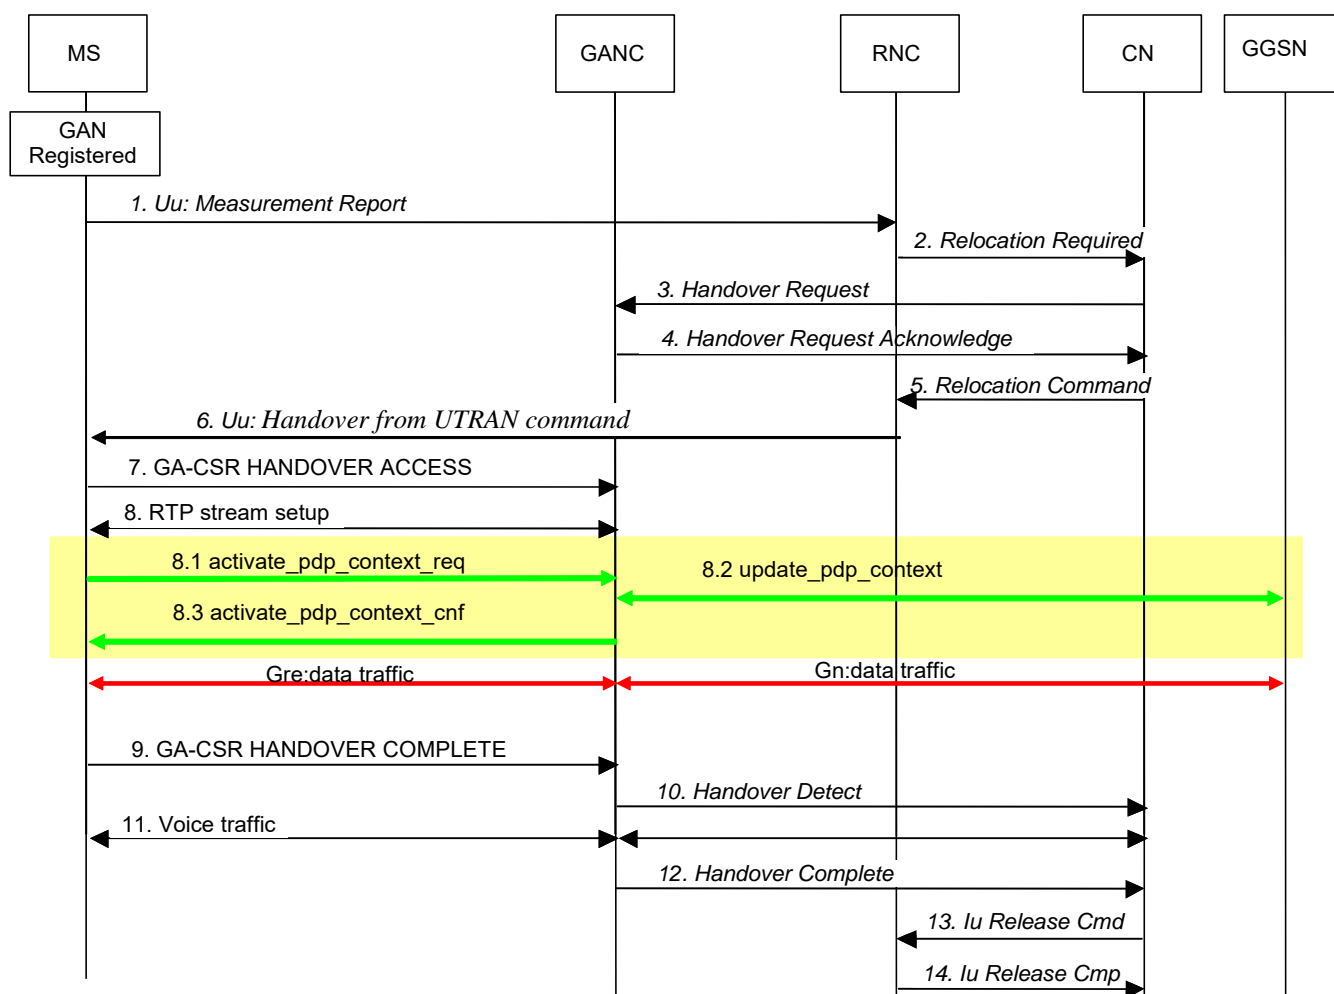 MS
GANC
RNC
CN
GGSN
GAN
Registered
1. Uu: Measurement Report
2. Relocation Required
3. Handover Request
4. Handover Request Acknowledge
5. Relocation Command
6. Uu: Handover from UTRAN command
7. GA-CSR HANDOVER ACCESS
8. RTP stream setup
8.1 activate_pdp_context_req
8.2 update_pdp_context
8.3 activate_pdp_context_cnf
Gre:data traffic
Gn:data traffic
9. GA-CSR HANDOVER COMPLETE
10. Handover Detect
11. Voice traffic
12. Handover Complete
13. Iu Release Cmd
14. Iu Release Cmp